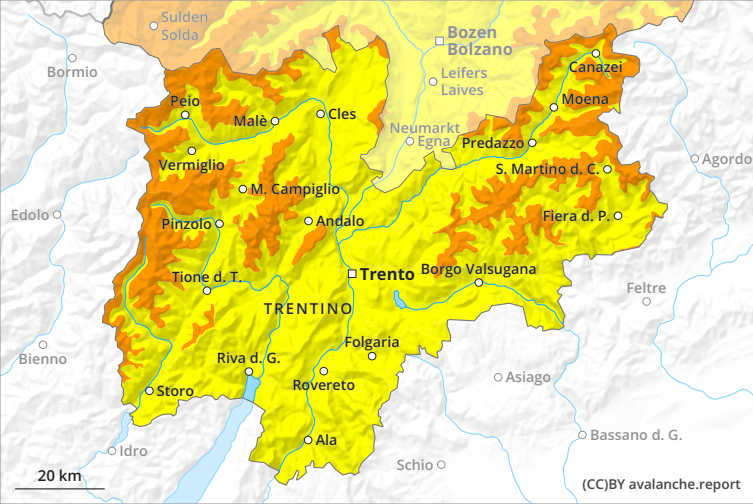 Sulden
Solda
Bozen
Bolzano
Canazei
Bormio
Leifers
Laives
Peio
Moena
Malè
Cles
Neumarkt
Egna
Predazzo
Vermiglio
Agordo
S. Martino d. C.
M. Campiglio
Edolo
Pinzolo
Andalo
Fiera d. P.
Trento
Borgo Valsugana
Tione d. T.
Feltre
TRENTINO
Folgaria
Bienno
Riva d. G.
Rovereto
Asiago
Storo
Ala
Bassano d. G.
Idro
Schio
20 km
(CC)BY avalanche.report